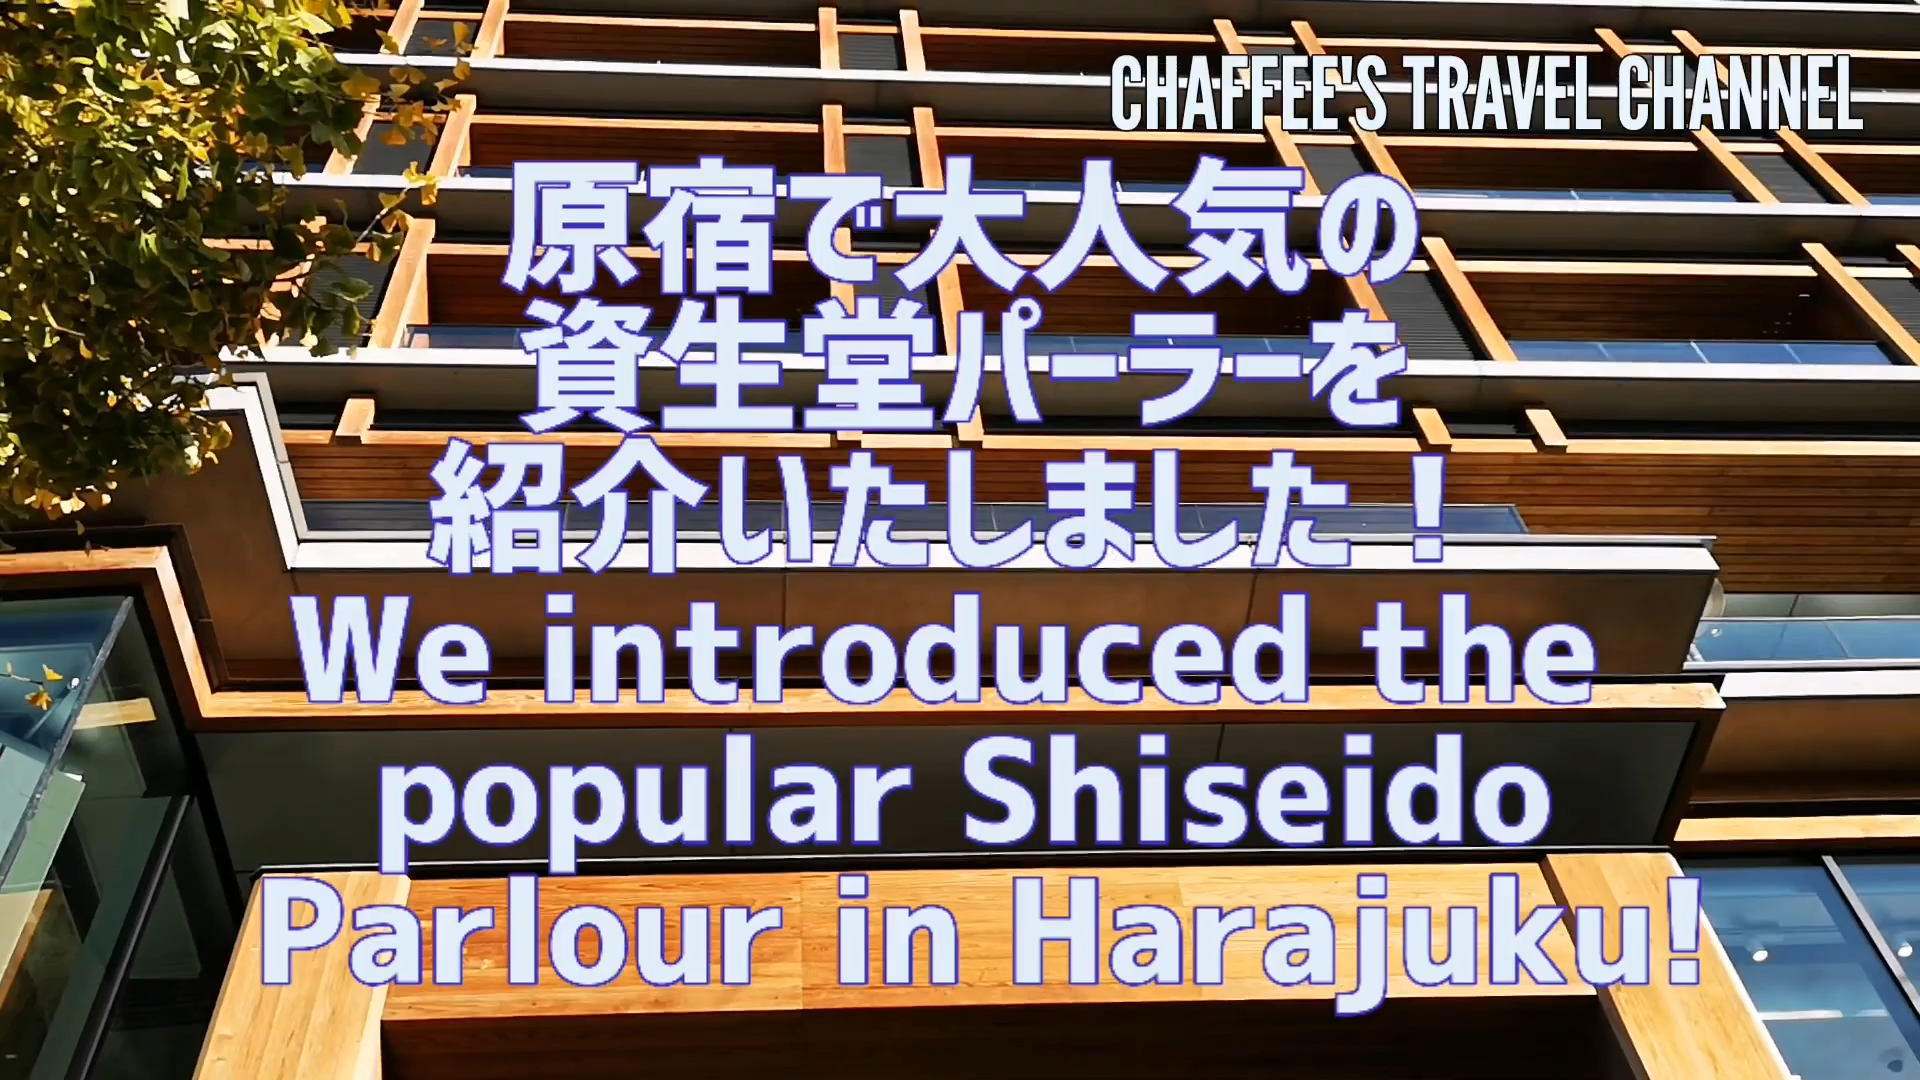 CHAFFEE'S TRAVEL CHANNEL
原宿で大人気の
資生堂パーラーを
紹介いたしました！
We introduced the
popular Shiseido
Parlour in Harajuku!